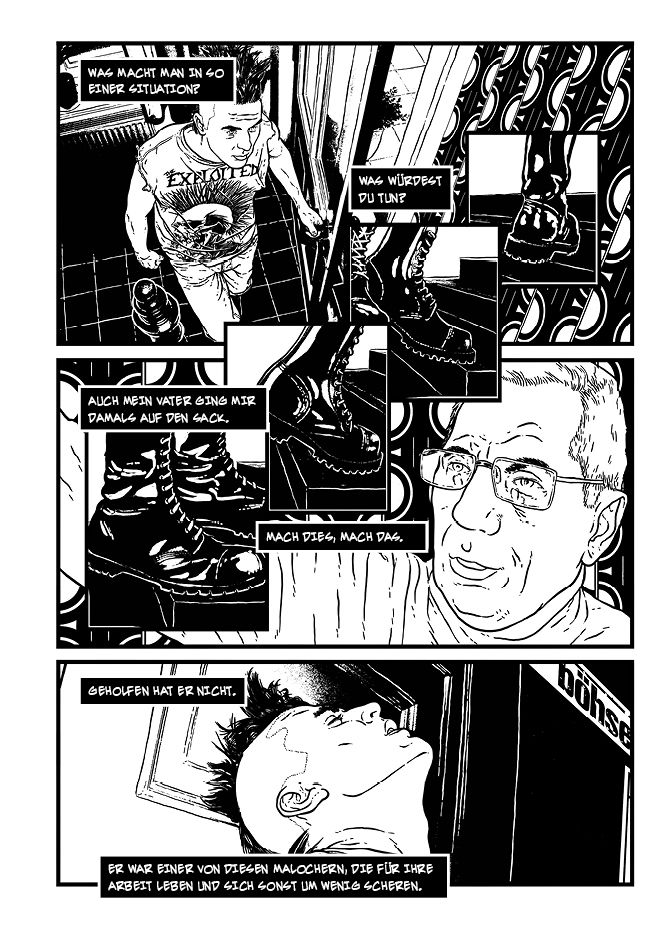 WAS MACHT MAN IN SO
EINER SITUATION?
EXPLOITED
WAS WÜRDEST
DU TUN?
AUCH MEIN VATER GING MIR
DAMALS AUF DEN SACK.
MACH DIES, MACH DAS.
GEHOLFEN HAT ER NICHT.
böhse
ER WAR EINER VON DIESEN MALOCHERN, DIE FÜR IHRE
ARBEIT LEBEN UND SICH SONST UM WENIG SCHEREN.